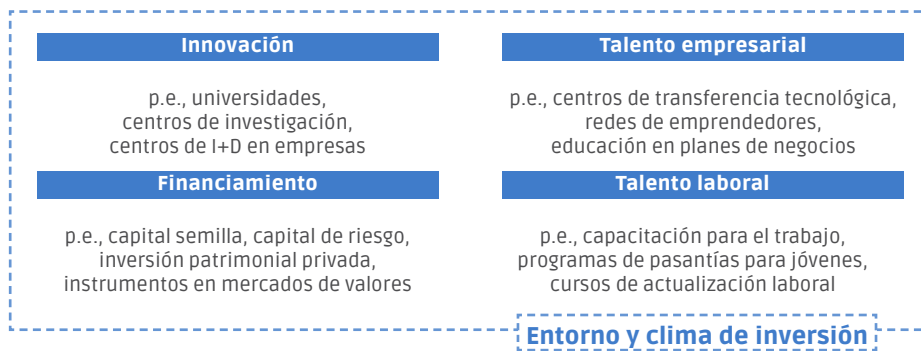 Innovación
p.e., universidades,
centros de investigación,
centros de I+D en empresas
Talento empresarial
p.e., centros de transferencia tecnológica,
redes de emprendedores,
educación en planes de negocios
Financiamiento
p.e., capital semilla, capital de riesgo,
inversión patrimonial privada,
instrumentos en mercados de valores
Talento laboral
p.e., capacitación para el trabajo,
programas de pasantías para jóvenes,
cursos de actualización laboral
Entorno y clima de inversión